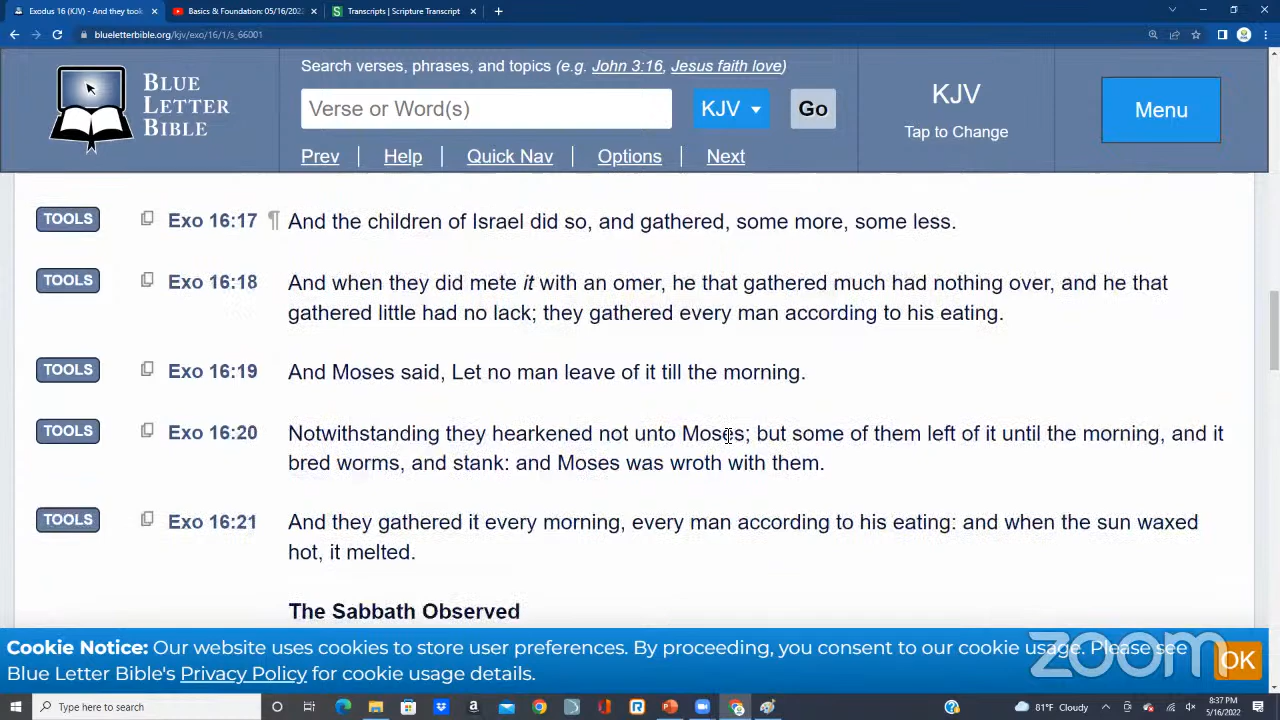 Exodus 16 (KJV) - And they took
Basics & Foundation: 05/16/2022
Transcripts | Scripture Transcript
blueletterbible.org/kjv/exo/16/1/s_66001
Search verses, phrases, and topics (e.g. John 3:16, Jesus faith love)
BLUE
LETTER
BIBLE
Verse or Word(s)
KJV
Go
KJV
Tap to Change
Menu
Prev
Help
Quick Nav
Options
Next
TOOLS Exo 16:17 ¶ And the children of Israel did so, and gathered, some more, some less.
TOOLS Exo 16:18 And when they did mete it with an omer, he that gathered much had nothing over, and he that
gathered little had no lack; they gathered every man according to his eating.
TOOLS Exo 16:19 And Moses said, Let no man leave of it till the morning.
TOOLS Exo 16:20 Notwithstanding they hearkened not unto Moses; but some of them left of it until the morning, and it
bred worms, and stank: and Moses was wroth with them.
TOOLS Exo 16:21 And they gathered it every morning, every man according to his eating: and when the sun waxed
hot, it melted.
The Sabbath Observed
Cookie Notice: Our website uses cookies to store user preferences. By proceeding, you consent to our cookie usage. Please see
Blue Letter Bible's Privacy Policy for cookie usage details.
OK
zoom
Type here to search
81°F Cloudy
8:37 PM
5/16/2022